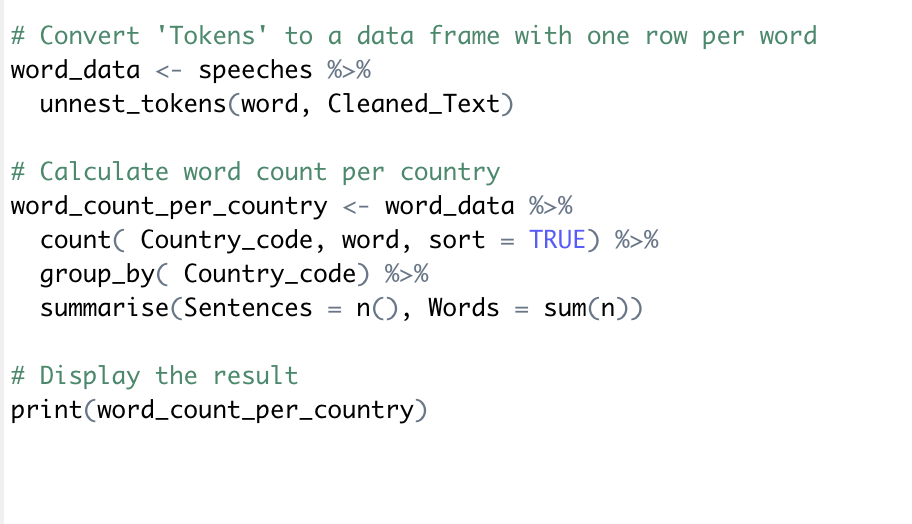 # Convert 'Tokens' to a data frame with one row per word
word_data <- speeches %>%
  unnest_tokens(word, Cleaned_Text)
# Calculate word count per country
word_count_per_country <- word_data %>%
  count( Country_code, word, sort = TRUE) %>%
  group_by( Country_code) %>%
  summarise(Sentences = n(), Words = sum(n))
# Display the result
print(word_count_per_country)